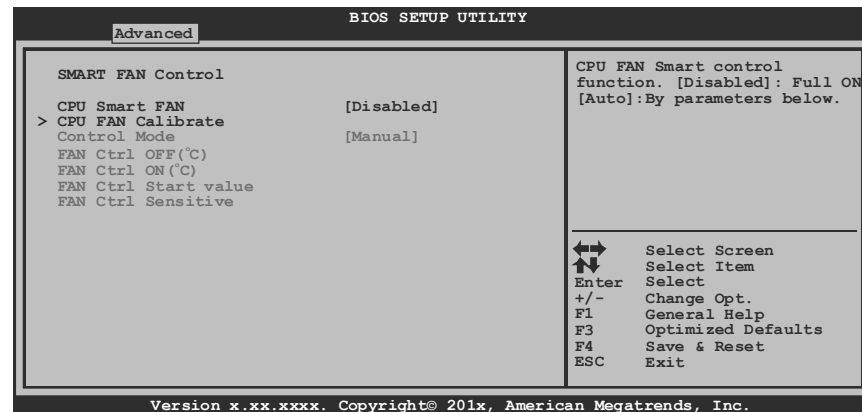 BIOS SETUP UTILITY
Advanced
SMART FAN Control
CPU Smart FAN [Disabled]
> CPU FAN Calibrate
Control Mode [Manual]
FAN Ctrl OFF(°C)
FAN Ctrl ON(°C)
FAN Ctrl Start value
FAN Ctrl Sensitive
CPU FAN Smart control
function. [Disabled]: Full ON
[Auto]:By parameters below.
Select Screen
Select Item
Enter Select
+/- Change Opt.
F1 General Help
F3 Optimized Defaults
F4 Save & Reset
ESC Exit
Version x.xx.xxxx. Copyright© 201x, American Megatrends, Inc.